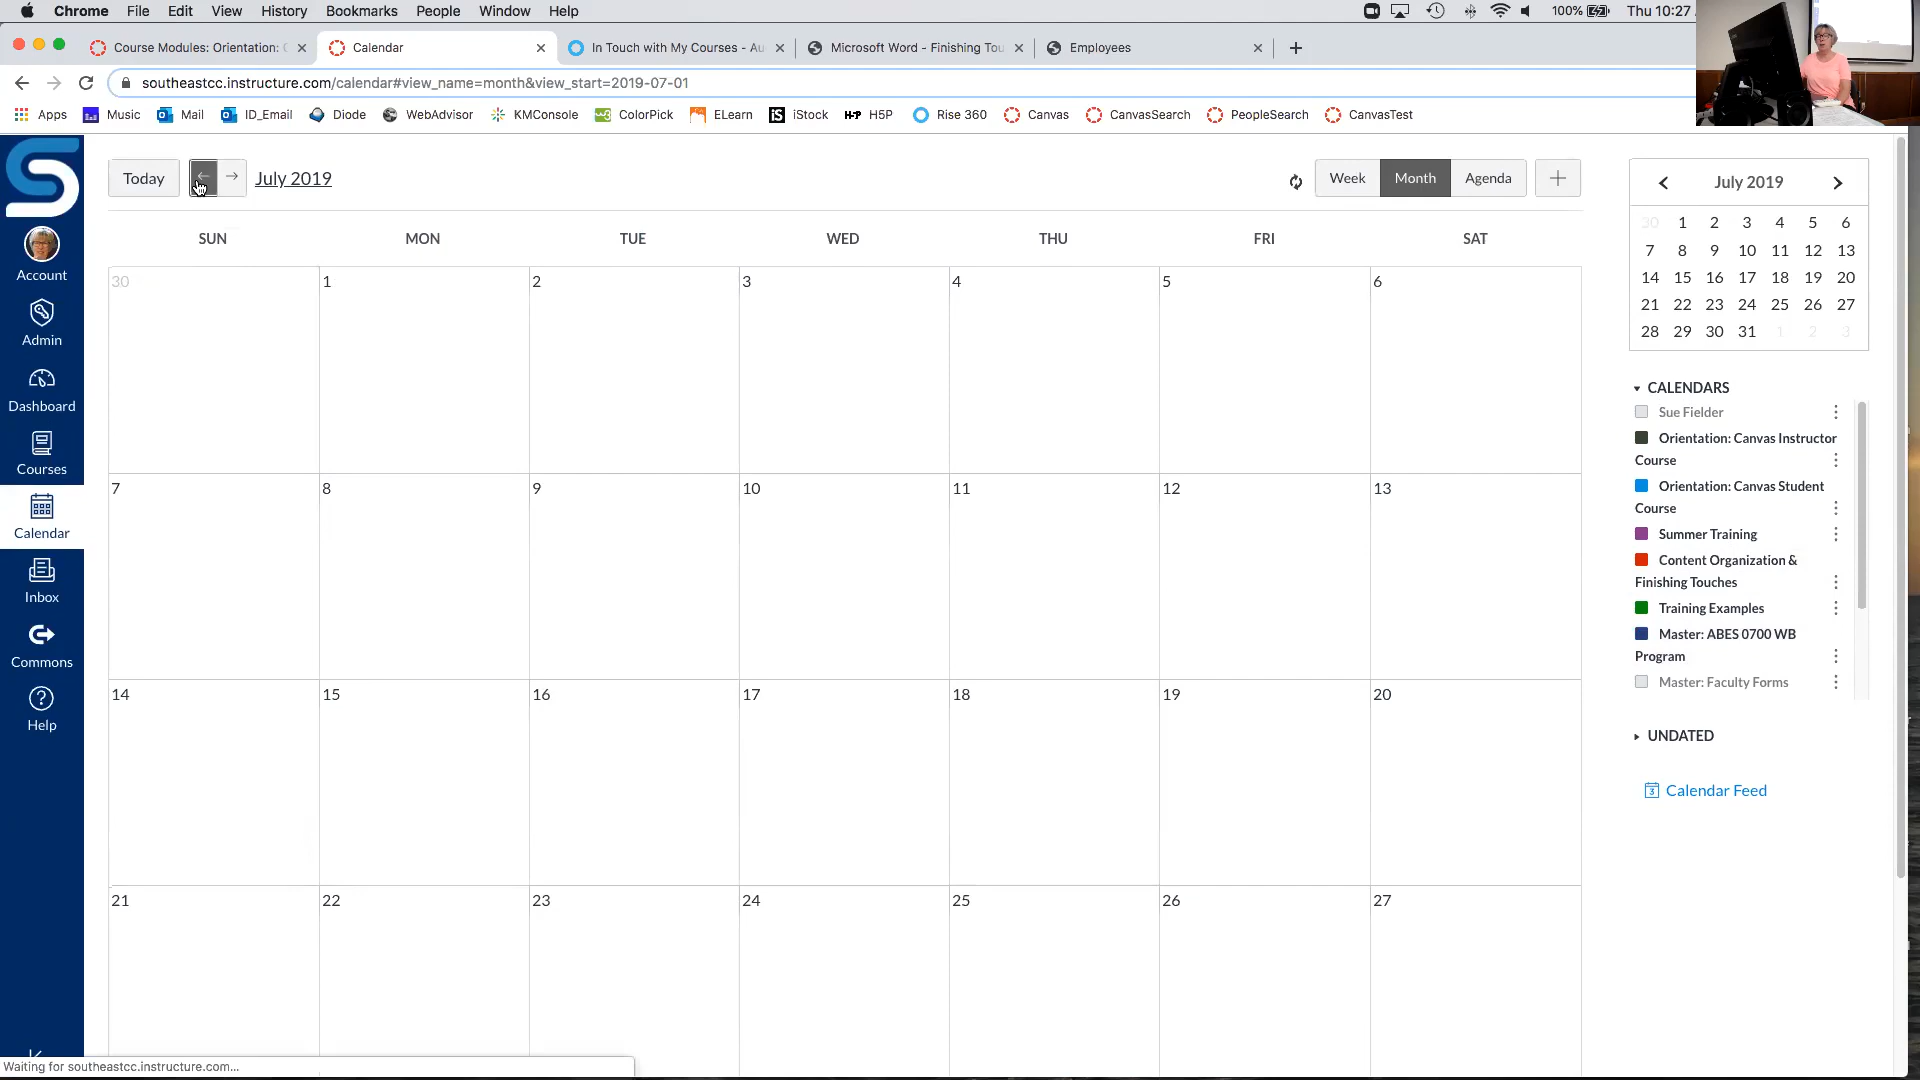 Chrome File Edit View History Bookmarks People Window Help 100% Thu 10:27
Course Modules: Orientation: Calendar In Touch with My Courses - Au Microsoft Word - Finishing Tou Employees
southeastcc.instructure.com/calendar#view_name=month&view_start=2019-07-01
Apps Music Mail ID_Email Diode WebAdvisor KMConsole ColorPick ELearn iStock H5P Rise 360 Canvas CanvasSearch PeopleSearch CanvasTest
Today July 2019 Week Month Agenda
SUN MON TUE WED THU FRI SAT
30 1 2 3 4 5 6
7 8 9 10 11 12 13
14 15 16 17 18 19 20
21 22 23 24 25 26 27
Account
Admin
Dashboard
Courses
Calendar
Inbox
Commons
Help
July 2019
30 1 2 3 4 5 6
7 8 9 10 11 12 13
14 15 16 17 18 19 20
21 22 23 24 25 26 27
28 29 30 31 1 2 3
CALENDARS
Sue Fielder
Orientation: Canvas Instructor
Course
Orientation: Canvas Student
Course
Summer Training
Content Organization &
Finishing Touches
Training Examples
Master: ABES 0700 WB
Program
Master: Faculty Forms
UNDATED
Calendar Feed
Waiting for southeastcc.instructure.com...